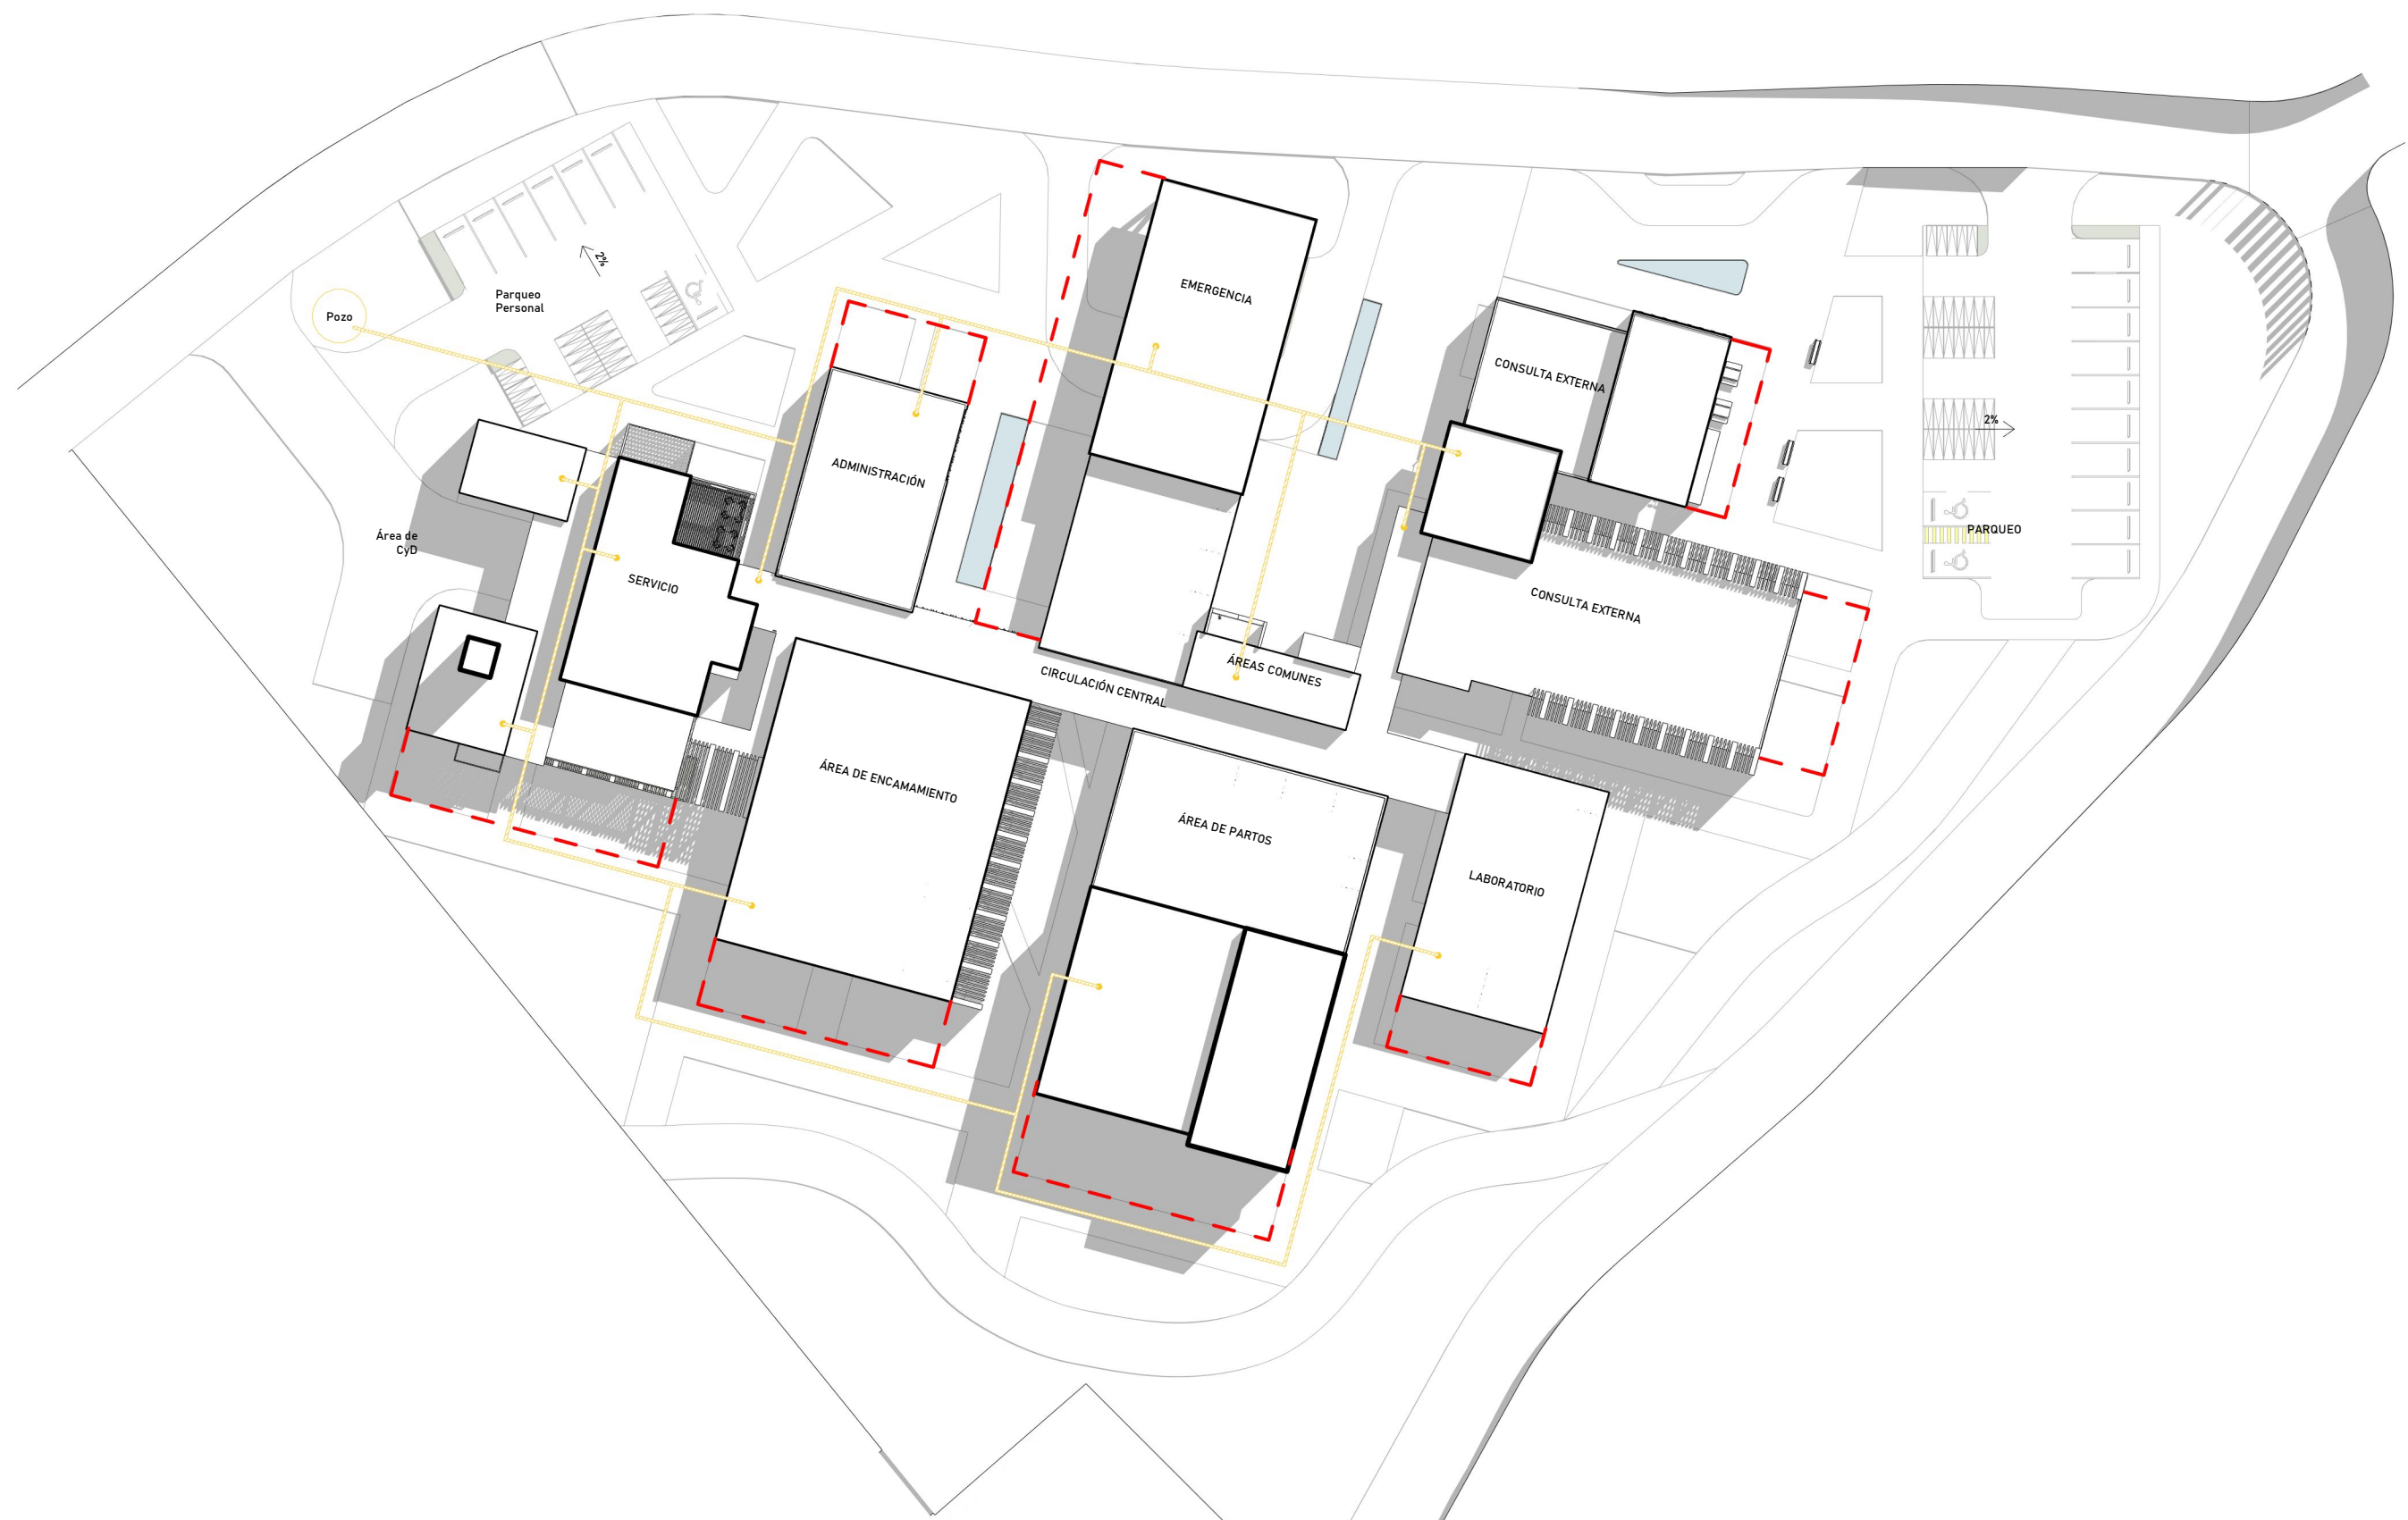 2%
Parqueo
Personal
Pozo
EMERGENCIA
CONSULTA EXTERNA
2%
ADMINISTRACIÓN
PARQUEO
Área de
CyD
SERVICIO
CONSULTA EXTERNA
ÁREAS COMUNES
CIRCULACIÓN CENTRAL
ÁREA DE ENCAMAMIENTO
ÁREA DE PARTOS
LABORATORIO